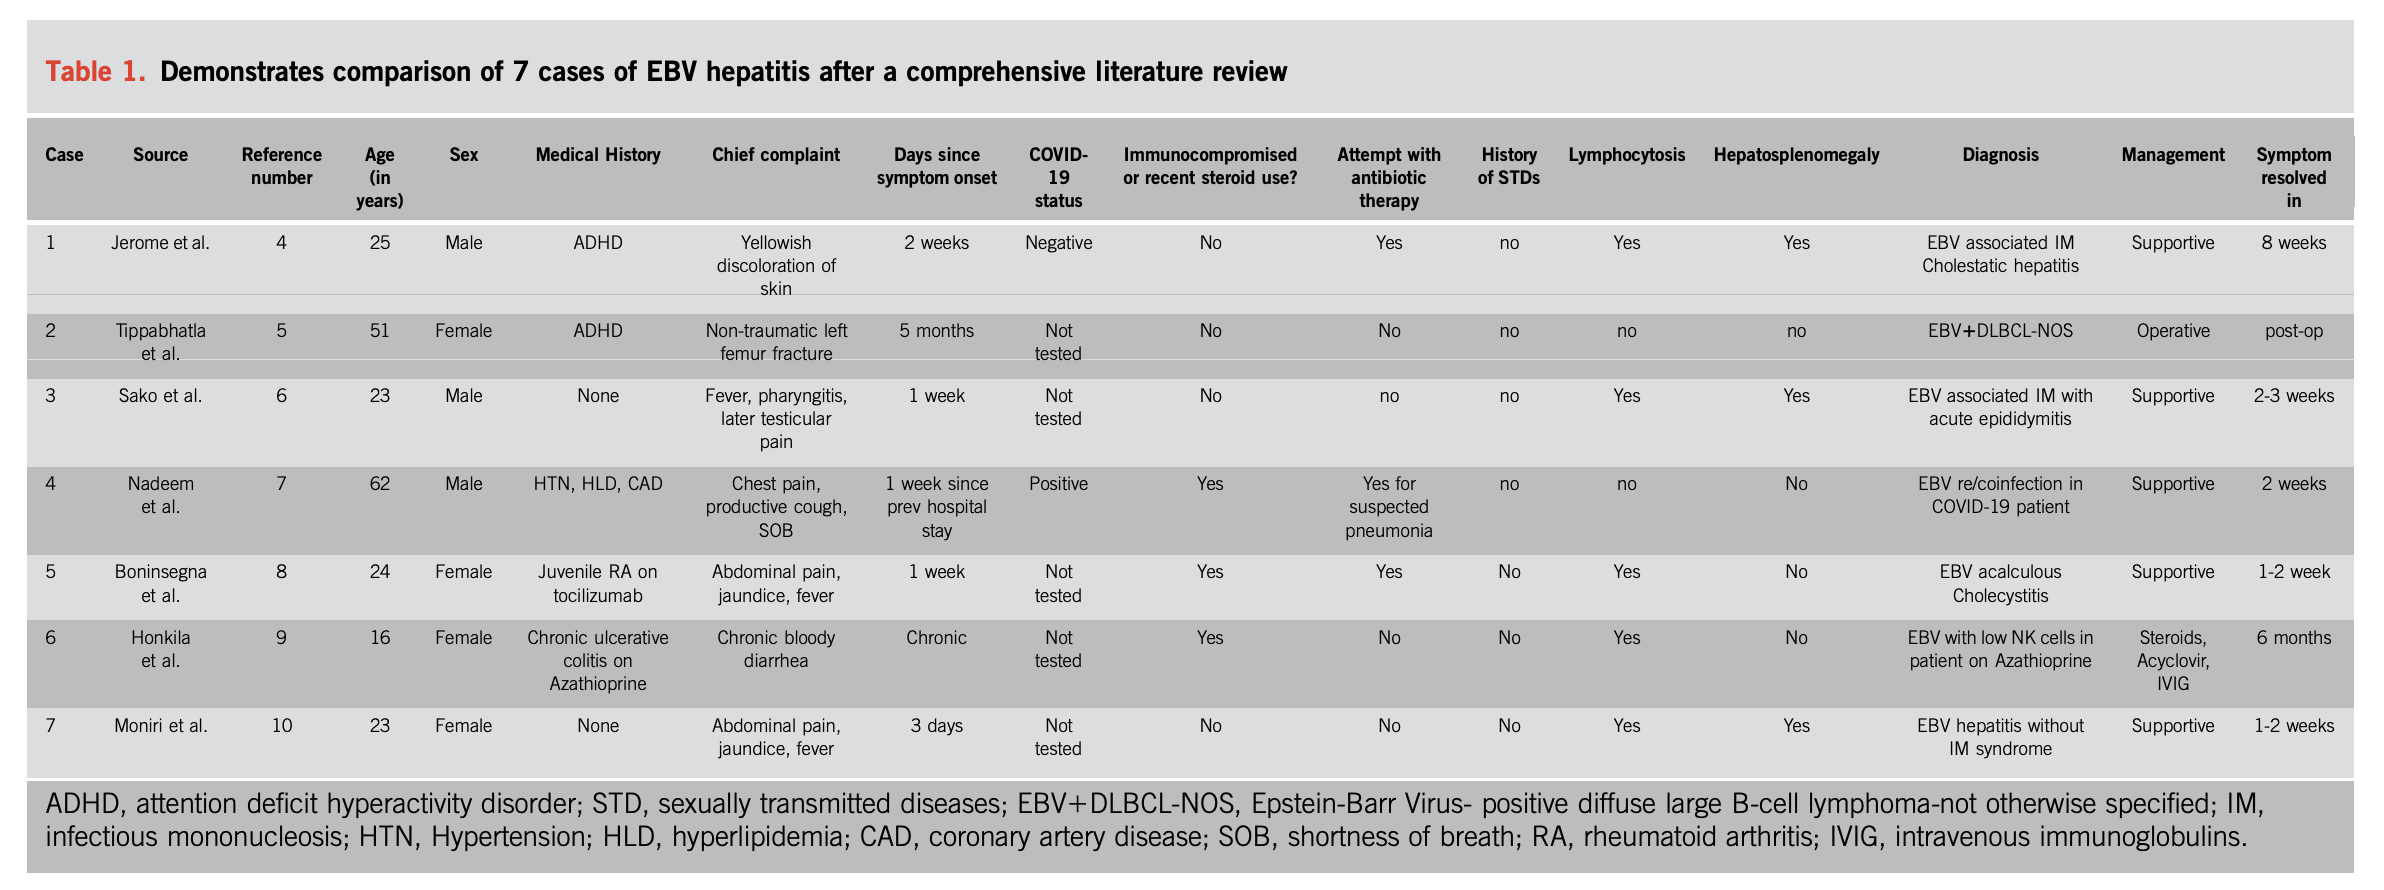 Table 1. Demonstrates comparison of 7 cases of EBV hepatitis after a comprehensive literature review
Case Source Reference number Age (in years) Sex Medical History Chief complaint Days since symptom onset COVID-19 status Immunocompromised or recent steroid use? Attempt with antibiotic therapy History of STDs Lymphocytosis Hepatosplenomegaly Diagnosis Management Symptom resolved in
1 Jerome et al. 4 25 Male ADHD Yellowish discoloration of skin 2 weeks Negative No Yes no Yes Yes EBV associated IM Cholestatic hepatitis Supportive 8 weeks
2 Tippabhatla et al. 5 51 Female ADHD Non-traumatic left femur fracture 5 months Not tested No No no no no EBV+DLBCL-NOS Operative post-op
3 Sako et al. 6 23 Male None Fever, pharyngitis, later testicular pain 1 week Not tested No no no Yes Yes EBV associated IM with acute epididymitis Supportive 2-3 weeks
4 Nadeem et al. 7 62 Male HTN, HLD, CAD Chest pain, productive cough, SOB 1 week since prev hospital stay Positive Yes Yes for suspected pneumonia no no No EBV re/coinfection in COVID-19 patient Supportive 2 weeks
5 Boninsegna et al. 8 24 Female Juvenile RA on tocilizumab Abdominal pain, jaundice, fever 1 week Not tested Yes Yes No Yes No EBV acalculous Cholecystitis Supportive 1-2 week
6 Honkila et al. 9 16 Female Chronic ulcerative colitis on Azathioprine Chronic bloody diarrhea Chronic Not tested Yes No No Yes No EBV with low NK cells in patient on Azathioprine Steroids, Acyclovir, IVIG 6 months
7 Moniri et al. 10 23 Female None Abdominal pain, jaundice, fever 3 days Not tested No No No Yes Yes EBV hepatitis without IM syndrome Supportive 1-2 weeks
ADHD, attention deficit hyperactivity disorder; STD, sexually transmitted diseases; EBV+DLBCL-NOS, Epstein-Barr Virus- positive diffuse large B-cell lymphoma-not otherwise specified; IM,
infectious mononucleosis; HTN, Hypertension; HLD, hyperlipidemia; CAD, coronary artery disease; SOB, shortness of breath; RA, rheumatoid arthritis; IVIG, intravenous immunoglobulins.